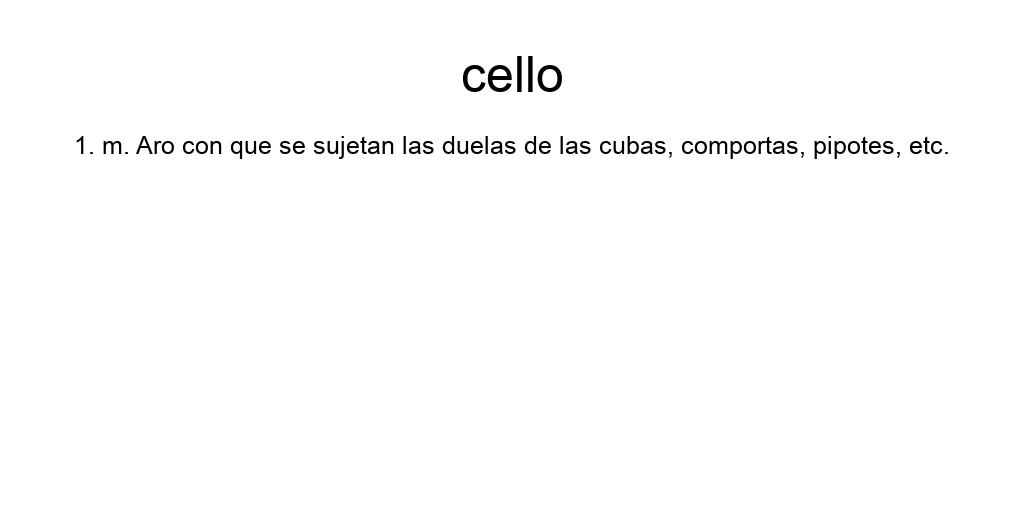 cello
1. m. Aro con que se sujetan las duelas de las cubas, comportas, pipotes, etc.